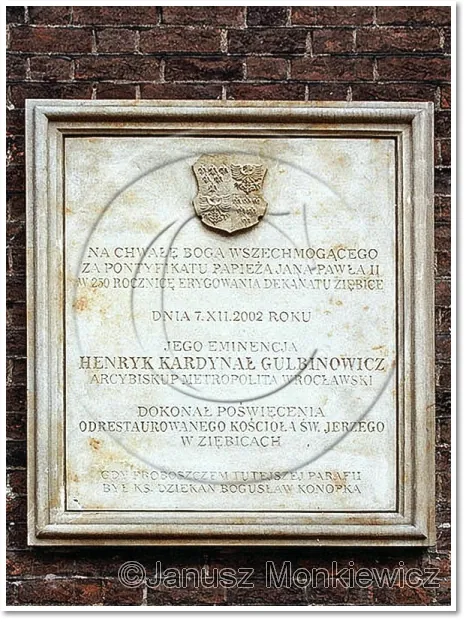 NA CHWAŁĘ BOGA WSZECHMOGĄCEGO
ZA PONTYFIKATU PAPIEŻA JANA PAWŁA II
W 250 ROCZNICĘ ERYGOWANIA DEKANATU ZIĘBICE
DNIA 7.XII.2002 ROKU
JEGO EMINENCJA
HENRYK KARDYNAŁ GULBINOWICZ
ARCYBISKUP METROPOLITA WROCŁAWSKI
DOKONAŁ POŚWIĘCENIA
ODRESTAUROWANEGO KOŚCIOŁA ŚW. JERZEGO
W ZIĘBICACH
GDY PROBOSZCZEM TUTEJSZEJ PARAFII
BYŁ KS. DZIEKAN BOGUSŁAW KONOPKA
©Janusz Monkiewicz